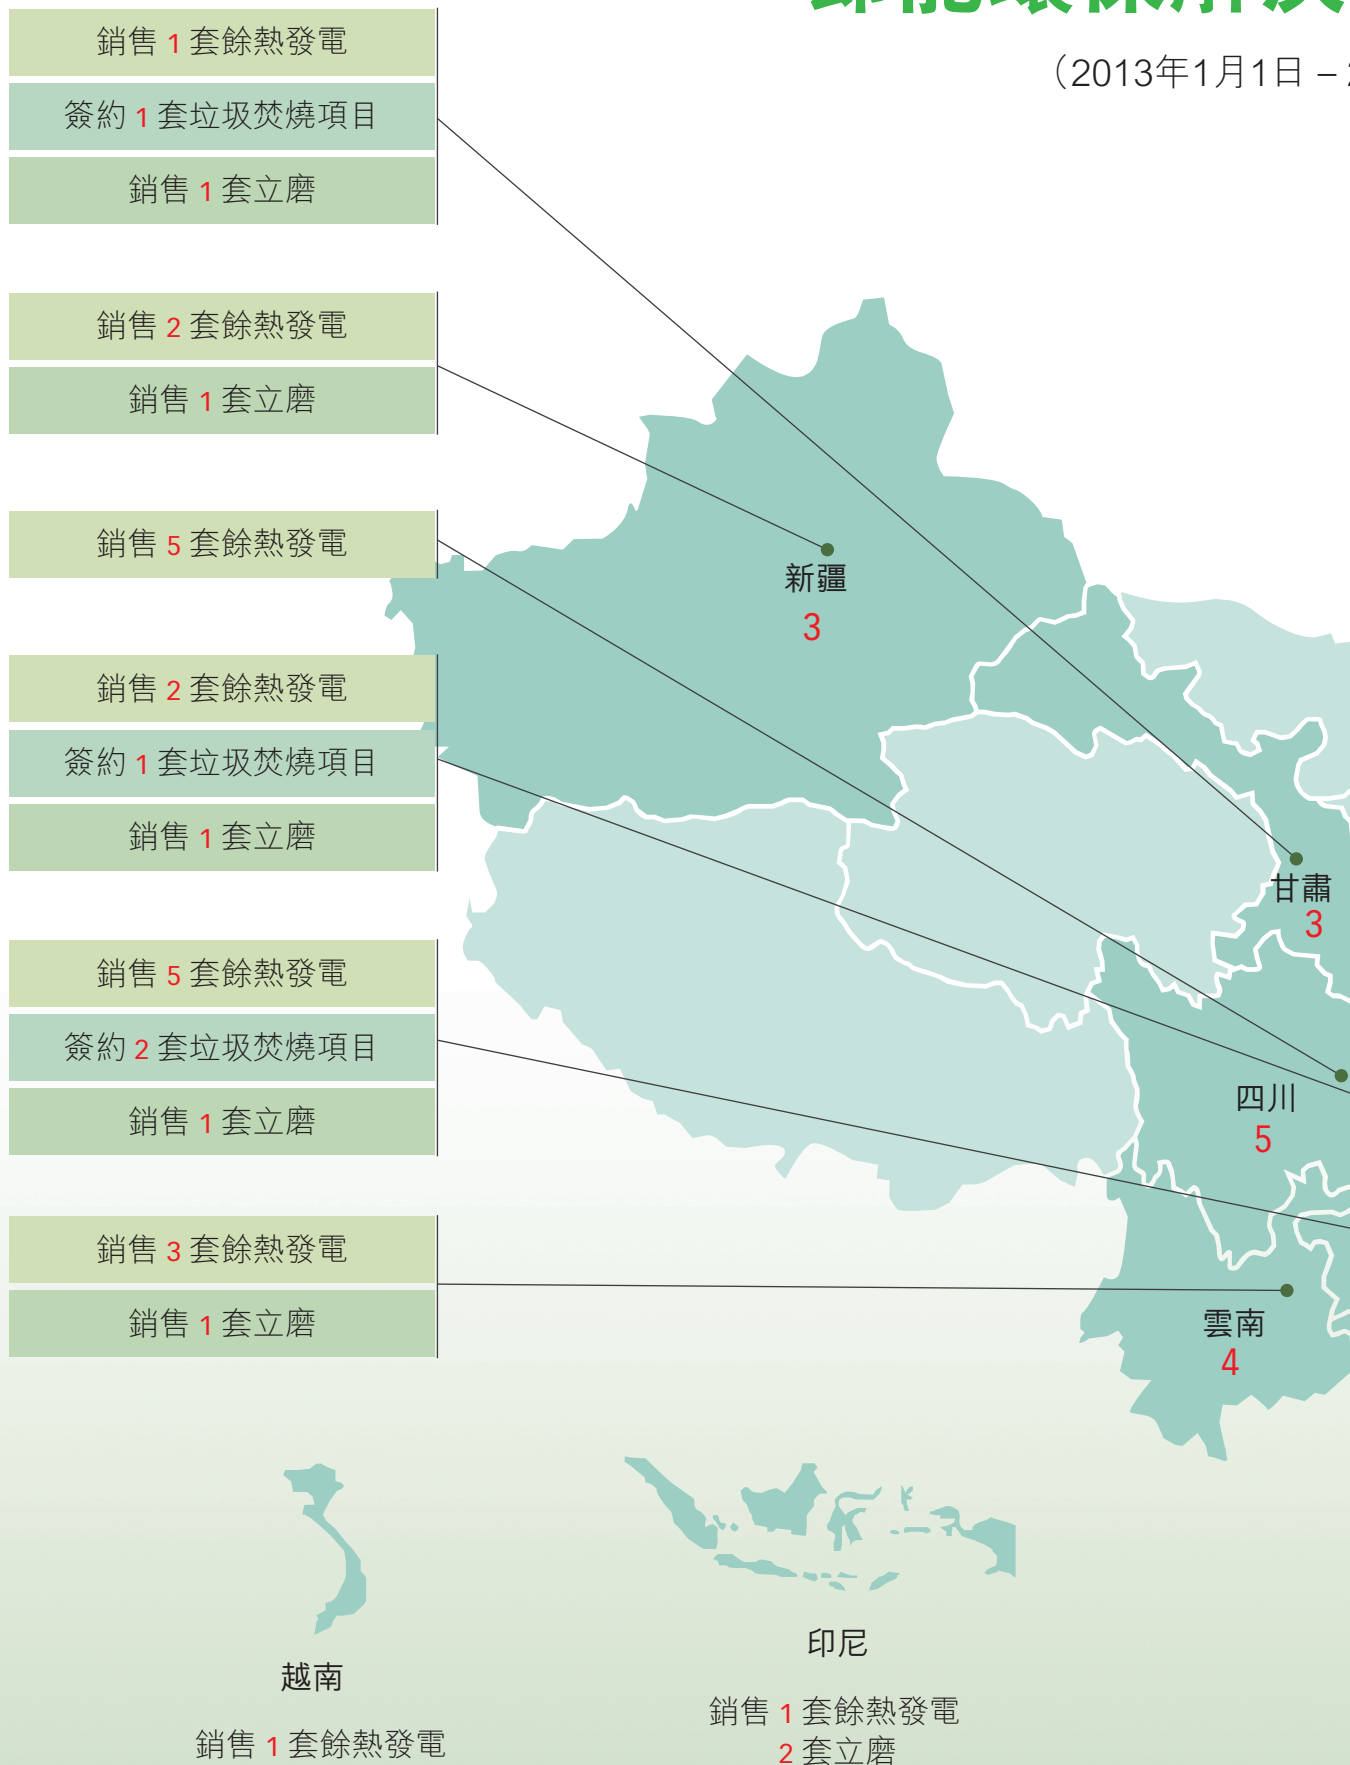 （2013年1月1日 –
銷售 1 套餘熱發電
簽約 1 套垃圾焚燒項目
銷售 1 套立磨
銷售 2 套餘熱發電
銷售 1 套立磨
銷售 5 套餘熱發電
銷售 2 套餘熱發電
簽約 1 套垃圾焚燒項目
銷售 1 套立磨
銷售 5 套餘熱發電
簽約 2 套垃圾焚燒項目
銷售 1 套立磨
銷售 3 套餘熱發電
銷售 1 套立磨
新疆
3
甘肅
3
四川
5
雲南
4
越南
銷售 1 套餘熱發電
印尼
銷售 1 套餘熱發電
2 套立磨